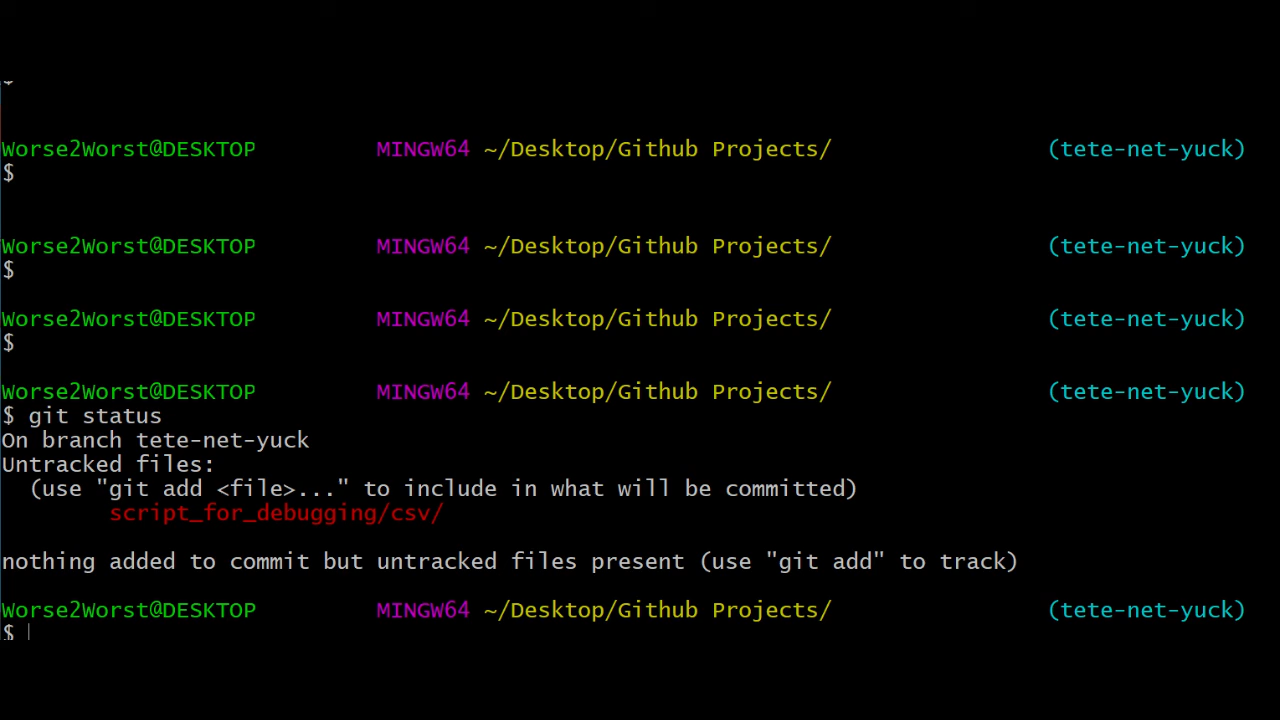 $
Worse2Worst@DESKTOP MINGW64 ~/Desktop/Github Projects/ (tete-net-yuck)
$
Worse2Worst@DESKTOP MINGW64 ~/Desktop/Github Projects/ (tete-net-yuck)
$
Worse2Worst@DESKTOP MINGW64 ~/Desktop/Github Projects/ (tete-net-yuck)
$
Worse2Worst@DESKTOP MINGW64 ~/Desktop/Github Projects/ (tete-net-yuck)
$ git status
On branch tete-net-yuck
Untracked files:
(use "git add <file>..." to include in what will be committed)
script_for_debugging/csv/
nothing added to commit but untracked files present (use "git add" to track)
Worse2Worst@DESKTOP MINGW64 ~/Desktop/Github Projects/ (tete-net-yuck)
$